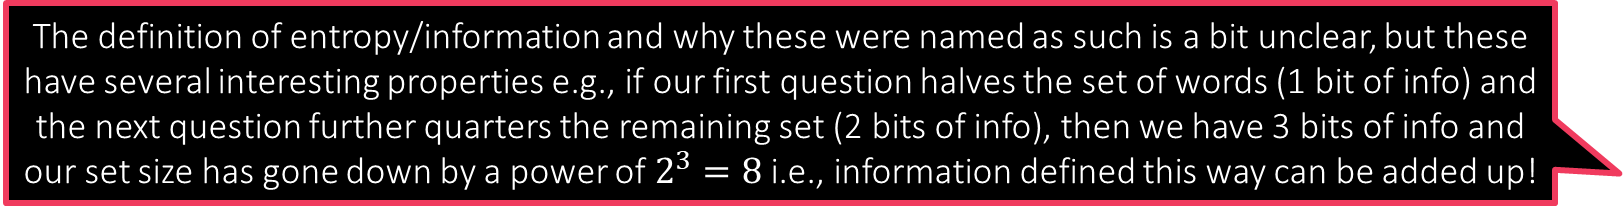 The definition of entropy/information and why these were named as such is a bit unclear, but these
have several interesting properties e.g., if our first question halves the set of words (1 bit of info) and
the next question further quarters the remaining set (2 bits of info), then we have 3 bits of info and
our set size has gone down by a power of 2³ = 8 i.e., information defined this way can be added up!